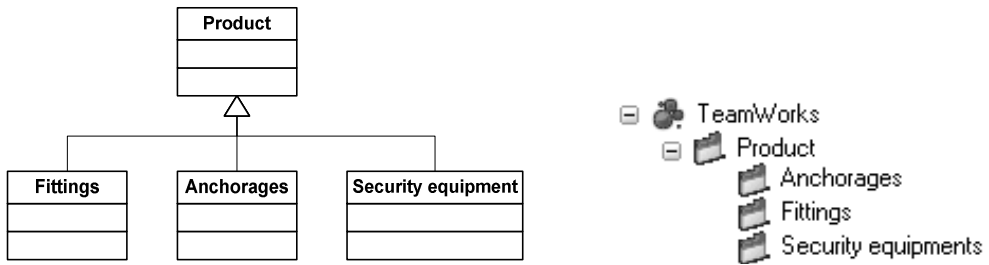 Product
Fittings
Anchorages
Security equipment
TeamWorks
Product
Anchorages
Fittings
Security equipments